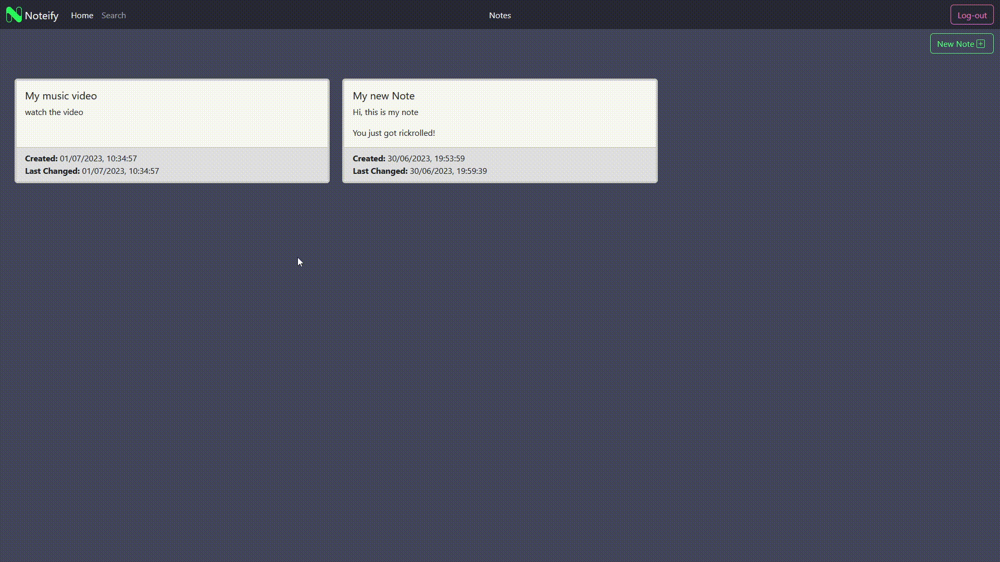 Noteify Home Search Notes Log-out
New Note
My music video
watch the video
Created: 01/07/2023, 10:34:57
Last Changed: 01/07/2023, 10:34:57
My new Note
Hi, this is my note
You just got rickrolled!
Created: 30/06/2023, 19:53:59
Last Changed: 30/06/2023, 19:59:39